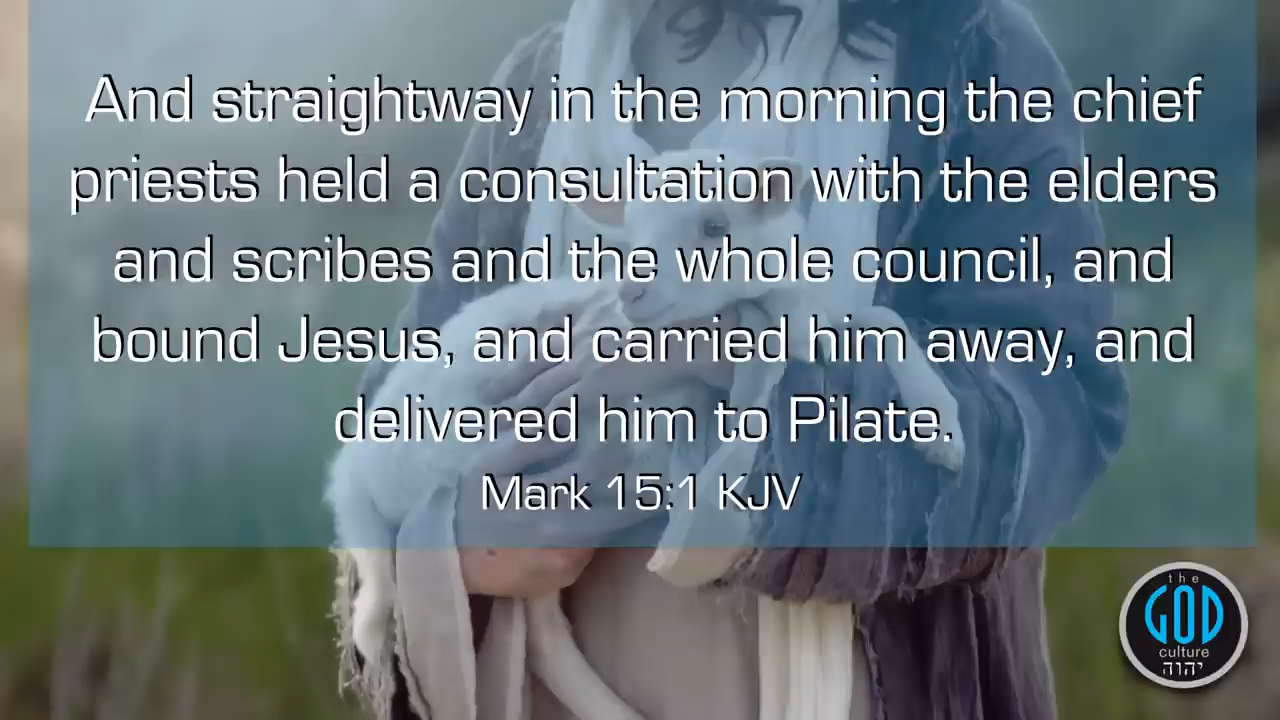 And straightway in the morning the chief
priests held a consultation with the elders
and scribes and the whole council, and
bound Jesus, and carried him away, and
delivered him to Pilate.
Mark 15:1 KJV
the
GOD
culture
יהוה